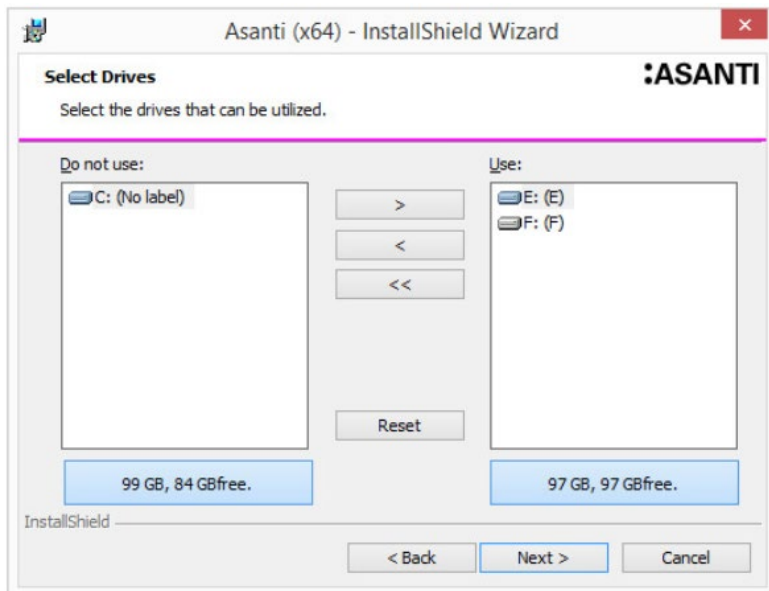 Asanti (x64) - InstallShield Wizard
Select Drives
:ASANTI
Select the drives that can be utilized.
Do not use:
Use:
C: (No label)
E: (E)
F: (F)
>
<
<<
Reset
99 GB, 84 GBfree.
97 GB, 97 GBfree.
InstallShield
< Back
Next >
Cancel